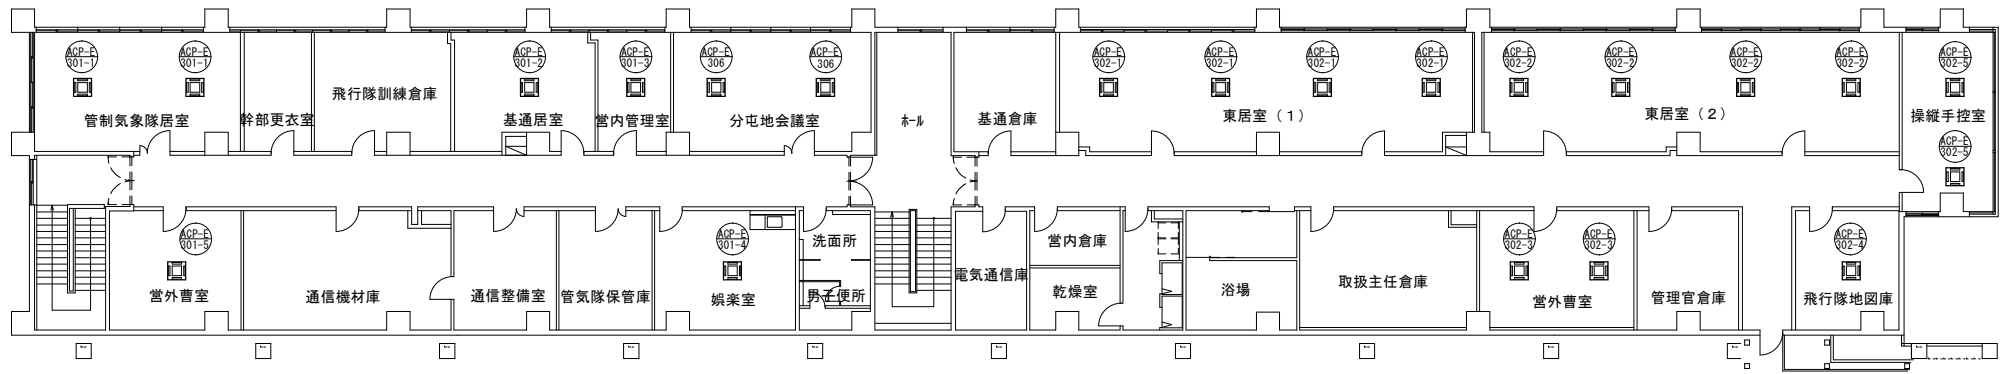 ACP-E
301-1
ACP-E
301-1
管制気象隊居室
幹部更衣室
飛行隊訓練倉庫
ACP-E
301-2
基通居室
ACP-E
301-3
営内管理室
ACP-E
306
ACP-E
306
分屯地会議室
ホール
基通倉庫
ACP-E
302-1
ACP-E
302-1
ACP-E
302-1
ACP-E
302-1
東居室(1)
ACP-E
302-2
ACP-E
302-2
ACP-E
302-2
ACP-E
302-2
東居室(2)
ACP-E
302-5
操縦手控室
ACP-E
302-5
ACP-E
301-5
営外曹室
通信機材庫
通信整備室
管気隊保管庫
ACP-E
301-4
娯楽室
洗面所
男子便所
電気通信庫
営内倉庫
乾燥室
浴場
取扱主任倉庫
ACP-E
302-3
ACP-E
302-3
営外曹室
管理官倉庫
ACP-E
302-4
飛行隊地図庫